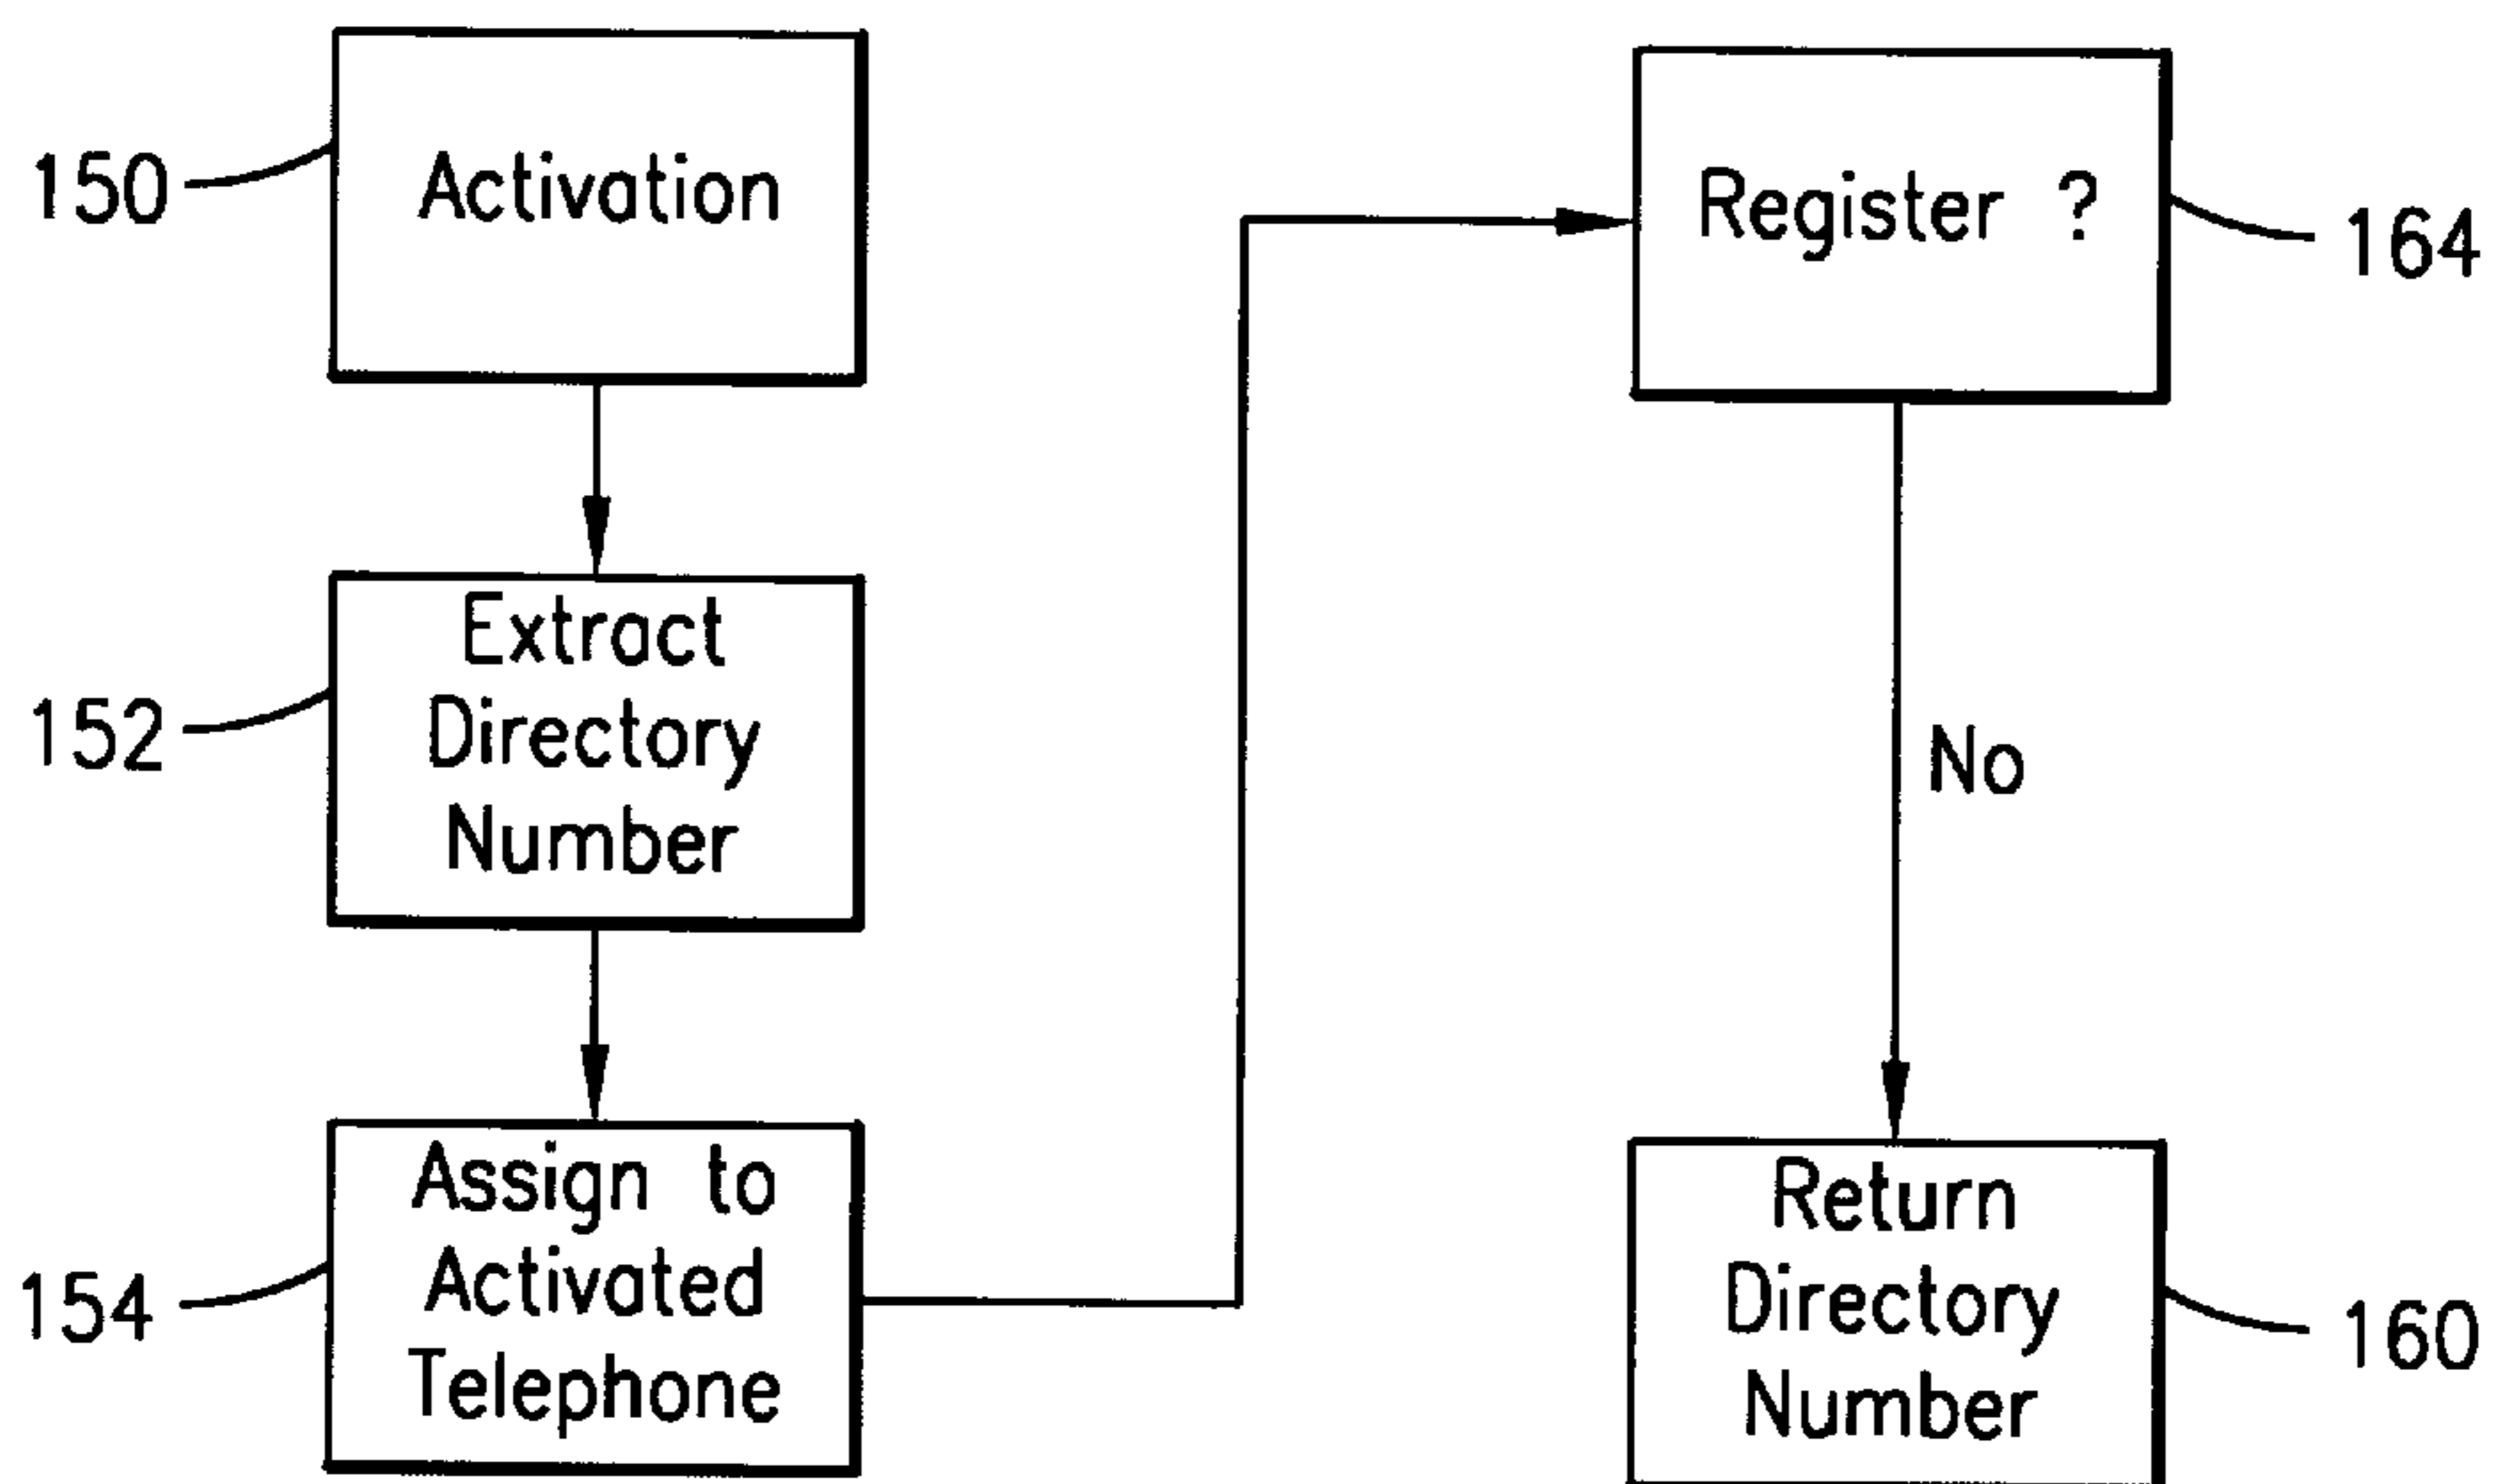 150
Activation
152
Extract
Directory
Number
154
Assign to
Activated
Telephone
Register ?
164
No
Return
Directory
Number
160